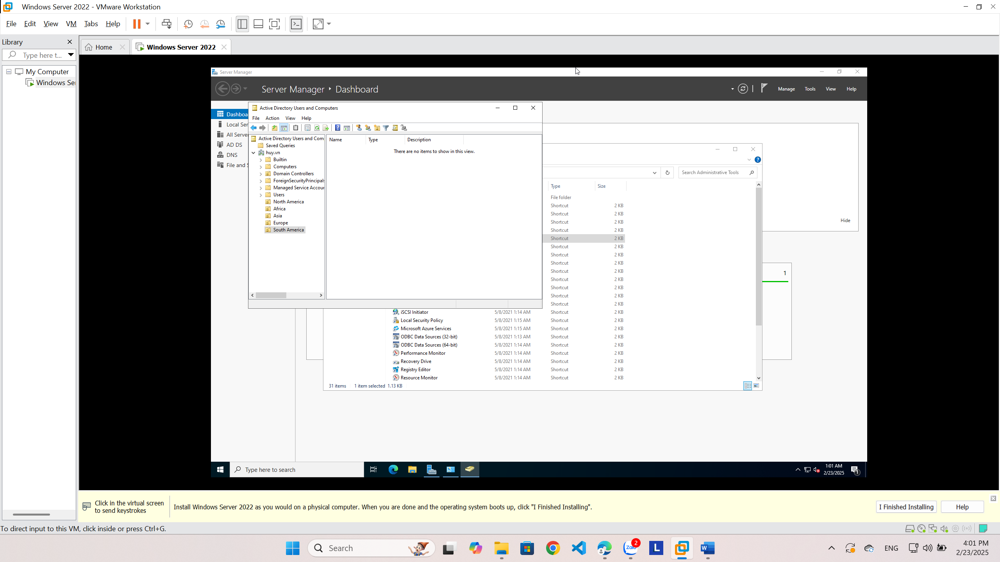 Windows Server 2022 - VMware Workstation
File Edit View VM Tabs Help
Library
Home
Windows Server 2022
Type here t...
My Computer
Windows Ser
Server Manager
Server Manager Dashboard
Manage Tools View Help
Dashboa
Local Ser
All Server
AD DS
DNS
File and S
Active Directory Users and Computers
File Action View Help
Active Directory Users and Com
Saved Queries
huy.vn
Builtin
Computers
Domain Controllers
ForeignSecurityPrincipals
Managed Service Accour
Users
North America
Africa
Asia
Europe
South America
Name Type Description
There are no items to show in this view.
Search Administrative Tools
Type Size
File folder
Shortcut 2 KB
Shortcut 2 KB
Shortcut 2 KB
Shortcut 2 KB
Shortcut 2 KB
Shortcut 2 KB
Shortcut 2 KB
Shortcut 2 KB
Shortcut 2 KB
Shortcut 2 KB
Shortcut 2 KB
Shortcut 2 KB
Shortcut 2 KB
iSCSI Initiator 5/8/2021 1:14 AM Shortcut 2 KB
Local Security Policy 5/8/2021 1:15 AM Shortcut 2 KB
Microsoft Azure Services 5/8/2021 1:15 AM Shortcut 2 KB
ODBC Data Sources (32-bit) 5/8/2021 1:13 AM Shortcut 2 KB
ODBC Data Sources (64-bit) 5/8/2021 1:14 AM Shortcut 2 KB
Performance Monitor 5/8/2021 1:14 AM Shortcut 2 KB
Recovery Drive 5/8/2021 1:14 AM Shortcut 2 KB
Registry Editor 5/8/2021 1:14 AM Shortcut 2 KB
Resource Monitor 5/8/2021 1:14 AM Shortcut 2 KB
31 items 1 item selected 1.13 KB
Hide
1
Type here to search
1:01 AM
2/23/2025
1
Click in the virtual screen
to send keystrokes
Install Windows Server 2022 as you would on a physical computer. When you are done and the operating system boots up, click "I Finished Installing".
I Finished Installing
Help
To direct input to this VM, click inside or press Ctrl+G.
Search
Zalo
2
L
W
ENG
4:01 PM
2/23/2025